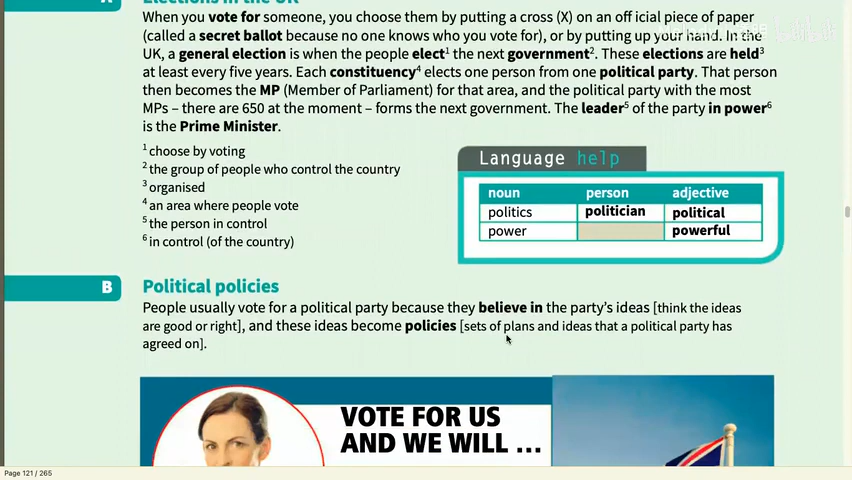 A
Elections in the UK
When you vote for someone, you choose them by putting a cross (X) on an off icial piece of paper
(called a secret ballot because no one knows who you vote for), or by putting up your hand. In the
UK, a general election is when the people elect1 the next government2. These elections are held3
at least every five years. Each constituency4 elects one person from one political party. That person
then becomes the MP (Member of Parliament) for that area, and the political party with the most
MPs – there are 650 at the moment – forms the next government. The leader5 of the party in power6
is the Prime Minister.
1 choose by voting
2 the group of people who control the country
3 organised
4 an area where people vote
5 the person in control
6 in control (of the country)
Language help
noun person adjective
politics politician political
power powerful
B
Political policies
People usually vote for a political party because they believe in the party's ideas [think the ideas
are good or right], and these ideas become policies [sets of plans and ideas that a political party has
agreed on].
VOTE FOR US
AND WE WILL ...
Page 121 / 265